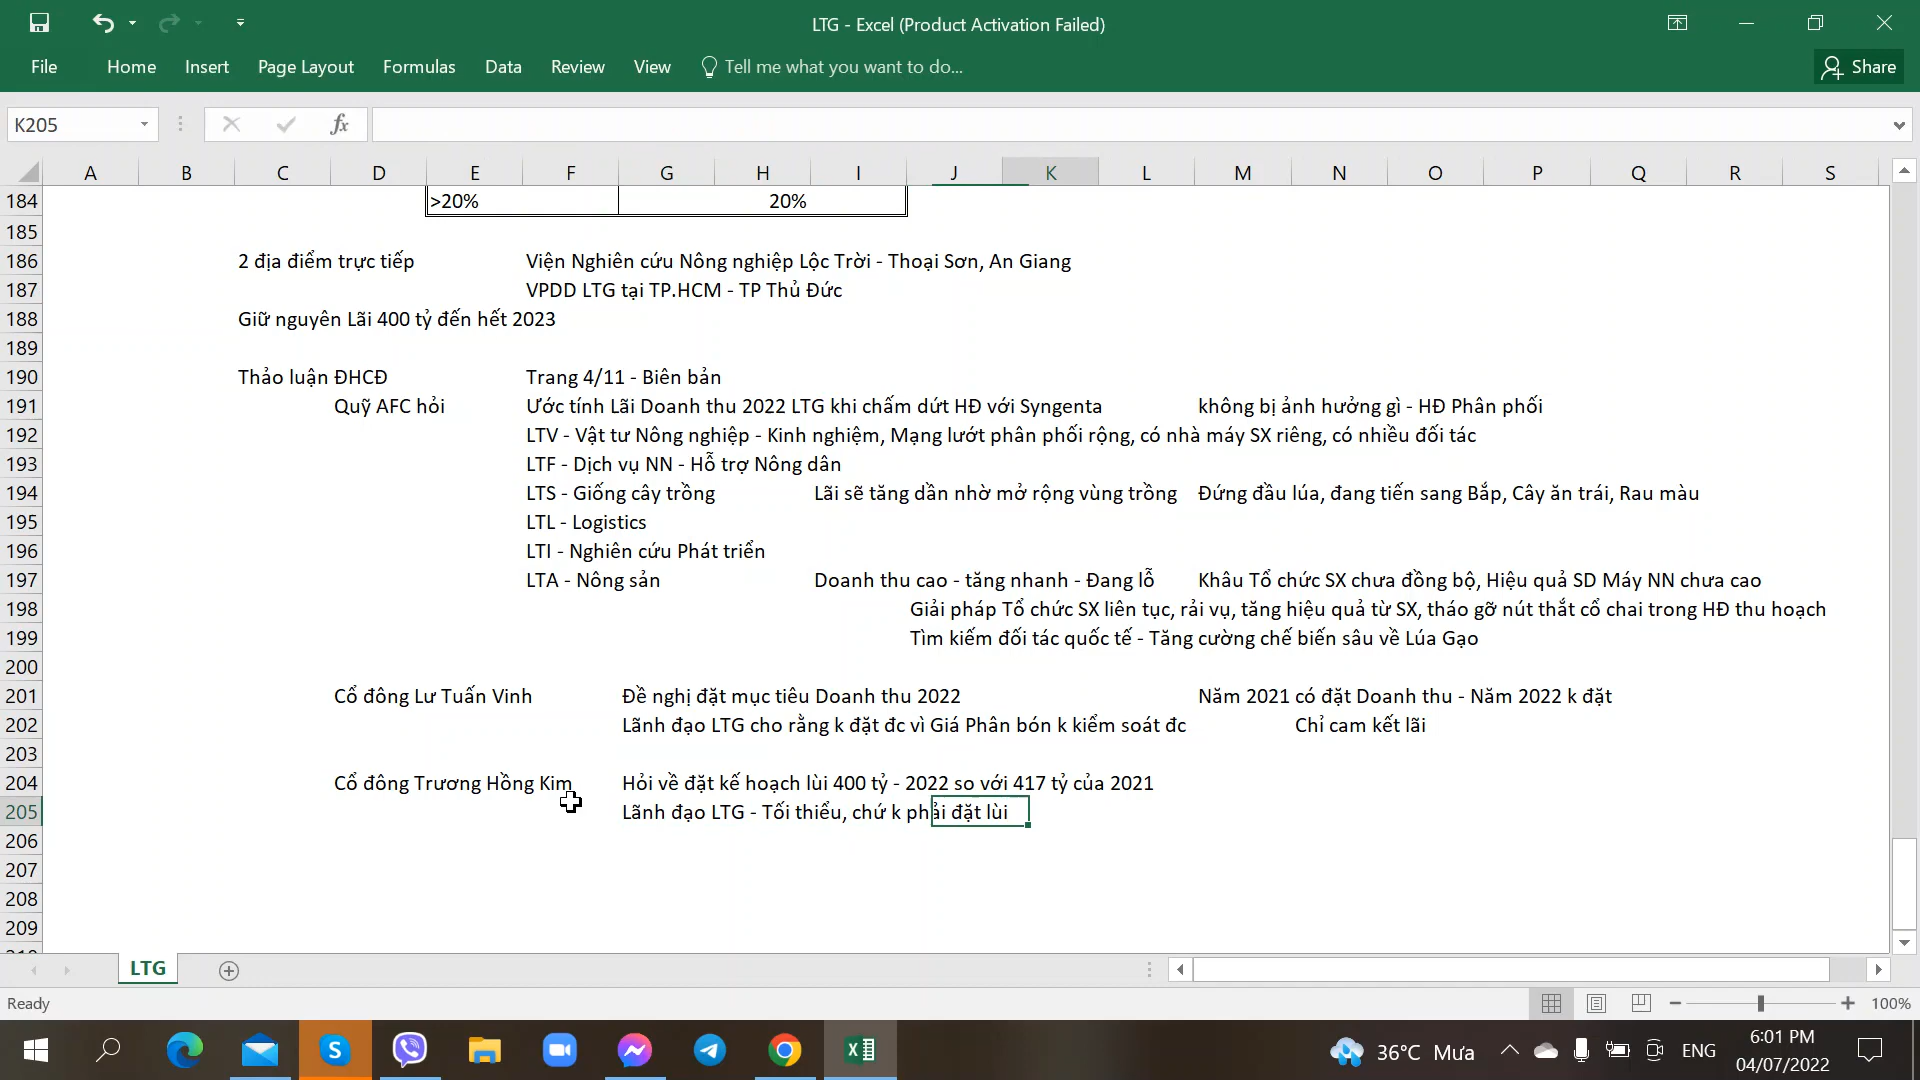 LTG - Excel (Product Activation Failed)
File Home Insert Page Layout Formulas Data Review View Tell me what you want to do... Share
K205 fx
A B C D E F G H I J K L M N O P Q R S
184 >20% 20%
185
186 2 địa điểm trực tiếp Viện Nghiên cứu Nông nghiệp Lộc Trời - Thoại Sơn, An Giang
187 VPDD LTG tại TP.HCM - TP Thủ Đức
188 Giữ nguyên Lãi 400 tỷ đến hết 2023
189
190 Thảo luận ĐHCĐ Trang 4/11 - Biên bản
191 Quỹ AFC hỏi Ước tính Lãi Doanh thu 2022 LTG khi chấm dứt HĐ với Syngenta không bị ảnh hưởng gì - HĐ Phân phối
192 LTV - Vật tư Nông nghiệp - Kinh nghiệm, Mạng lướt phân phối rộng, có nhà máy SX riêng, có nhiều đối tác
193 LTF - Dịch vụ NN - Hỗ trợ Nông dân
194 LTS - Giống cây trồng Lãi sẽ tăng dần nhờ mở rộng vùng trồng Đứng đầu lúa, đang tiến sang Bắp, Cây ăn trái, Rau màu
195 LTL - Logistics
196 LTI - Nghiên cứu Phát triển
197 LTA - Nông sản Doanh thu cao - tăng nhanh - Đang lỗ Khâu Tổ chức SX chưa đồng bộ, Hiệu quả SD Máy NN chưa cao
198 Giải pháp Tổ chức SX liên tục, rải vụ, tăng hiệu quả từ SX, tháo gỡ nút thắt cổ chai trong HĐ thu hoạch
199 Tìm kiếm đối tác quốc tế - Tăng cường chế biến sâu về Lúa Gạo
200
201 Cổ đông Lư Tuấn Vinh Đề nghị đặt mục tiêu Doanh thu 2022 Năm 2021 có đặt Doanh thu - Năm 2022 k đặt
202 Lãnh đạo LTG cho rằng k đặt đc vì Giá Phân bón k kiểm soát đc Chỉ cam kết lãi
203
204 Cổ đông Trương Hồng Kim Hỏi về đặt kế hoạch lùi 400 tỷ - 2022 so với 417 tỷ của 2021
205 Lãnh đạo LTG - Tối thiểu, chứ k phải đặt lùi
206
207
208
209
LTG
Ready 100%
36°C Mưa ENG 6:01 PM
04/07/2022